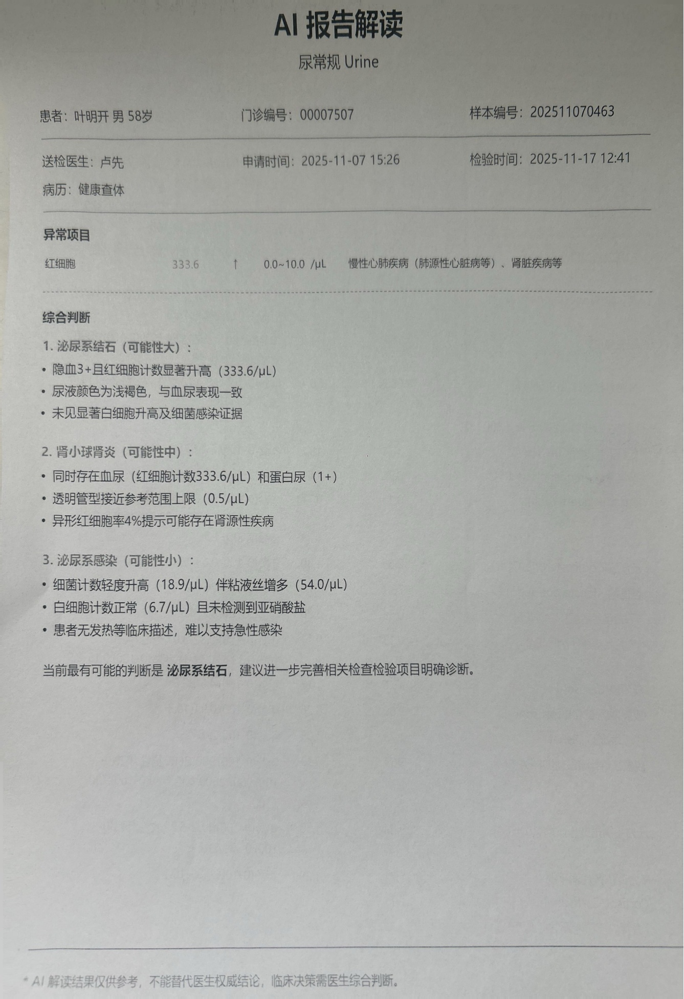 AI 报告解读
尿常规 Urine
患者：叶明开 男 58岁 门诊编号：00007507 样本编号：202511070463
送检医生：卢先 申请时间：2025-11-07 15:26 检验时间：2025-11-17 12:41
病历：健康查体
异常项目
红细胞 333.6 ↑ 0.0~10.0 /μL 慢性心肺疾病（肺源性心脏病等）、肾脏疾病等
综合判断
1. 泌尿系结石（可能性大）：
• 隐血3+且红细胞计数显著升高（333.6/μL）
• 尿液颜色为浅褐色，与血尿表现一致
• 未见显著白细胞升高及细菌感染证据
2. 肾小球肾炎（可能性中）：
• 同时存在血尿（红细胞计数333.6/μL）和蛋白尿（1+）
• 透明管型接近参考范围上限（0.5/μL）
• 异形红细胞率4%提示可能存在肾源性疾病
3. 泌尿系感染（可能性小）：
• 细菌计数轻度升高（18.9/μL）伴粘液丝增多（54.0/μL）
• 白细胞计数正常（6.7/μL）且未检测到亚硝酸盐
• 患者无发热等临床描述，难以支持急性感染
当前最有可能的判断是 泌尿系结石，建议进一步完善相关检查检验项目明确诊断。
* AI 解读结果仅供参考，不能替代医生权威结论，临床决策需医生综合判断。